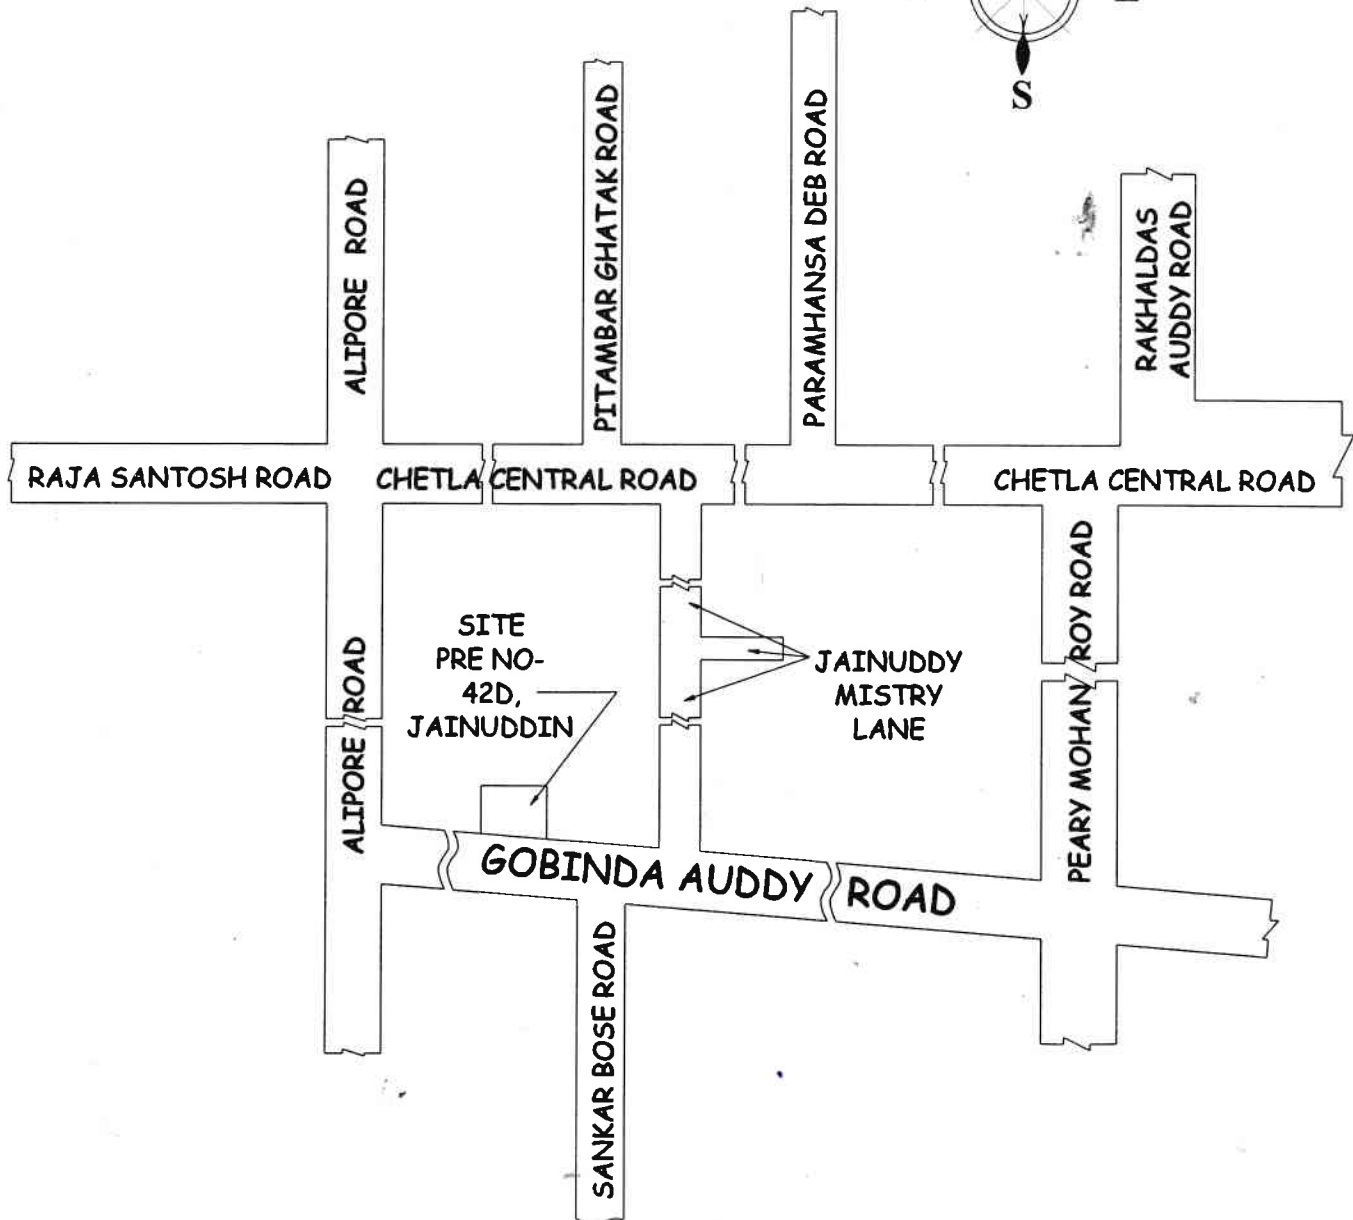 S
ALIPORE ROAD
PITAMBAR GHATAK ROAD
PARAMHANSA DEB ROAD
RAKHALDAS
AUDDY ROAD
RAJA SANTOSH ROAD
CHETLA CENTRAL ROAD
CHETLA CENTRAL ROAD
SITE
PRE NO-
42D,
JAINUDDIN
JAINUDDY
MISTRY
LANE
ALIPORE ROAD
PEARY MOHAN ROY ROAD
GOBINDA AUDDY ROAD
SANKAR BOSE ROAD